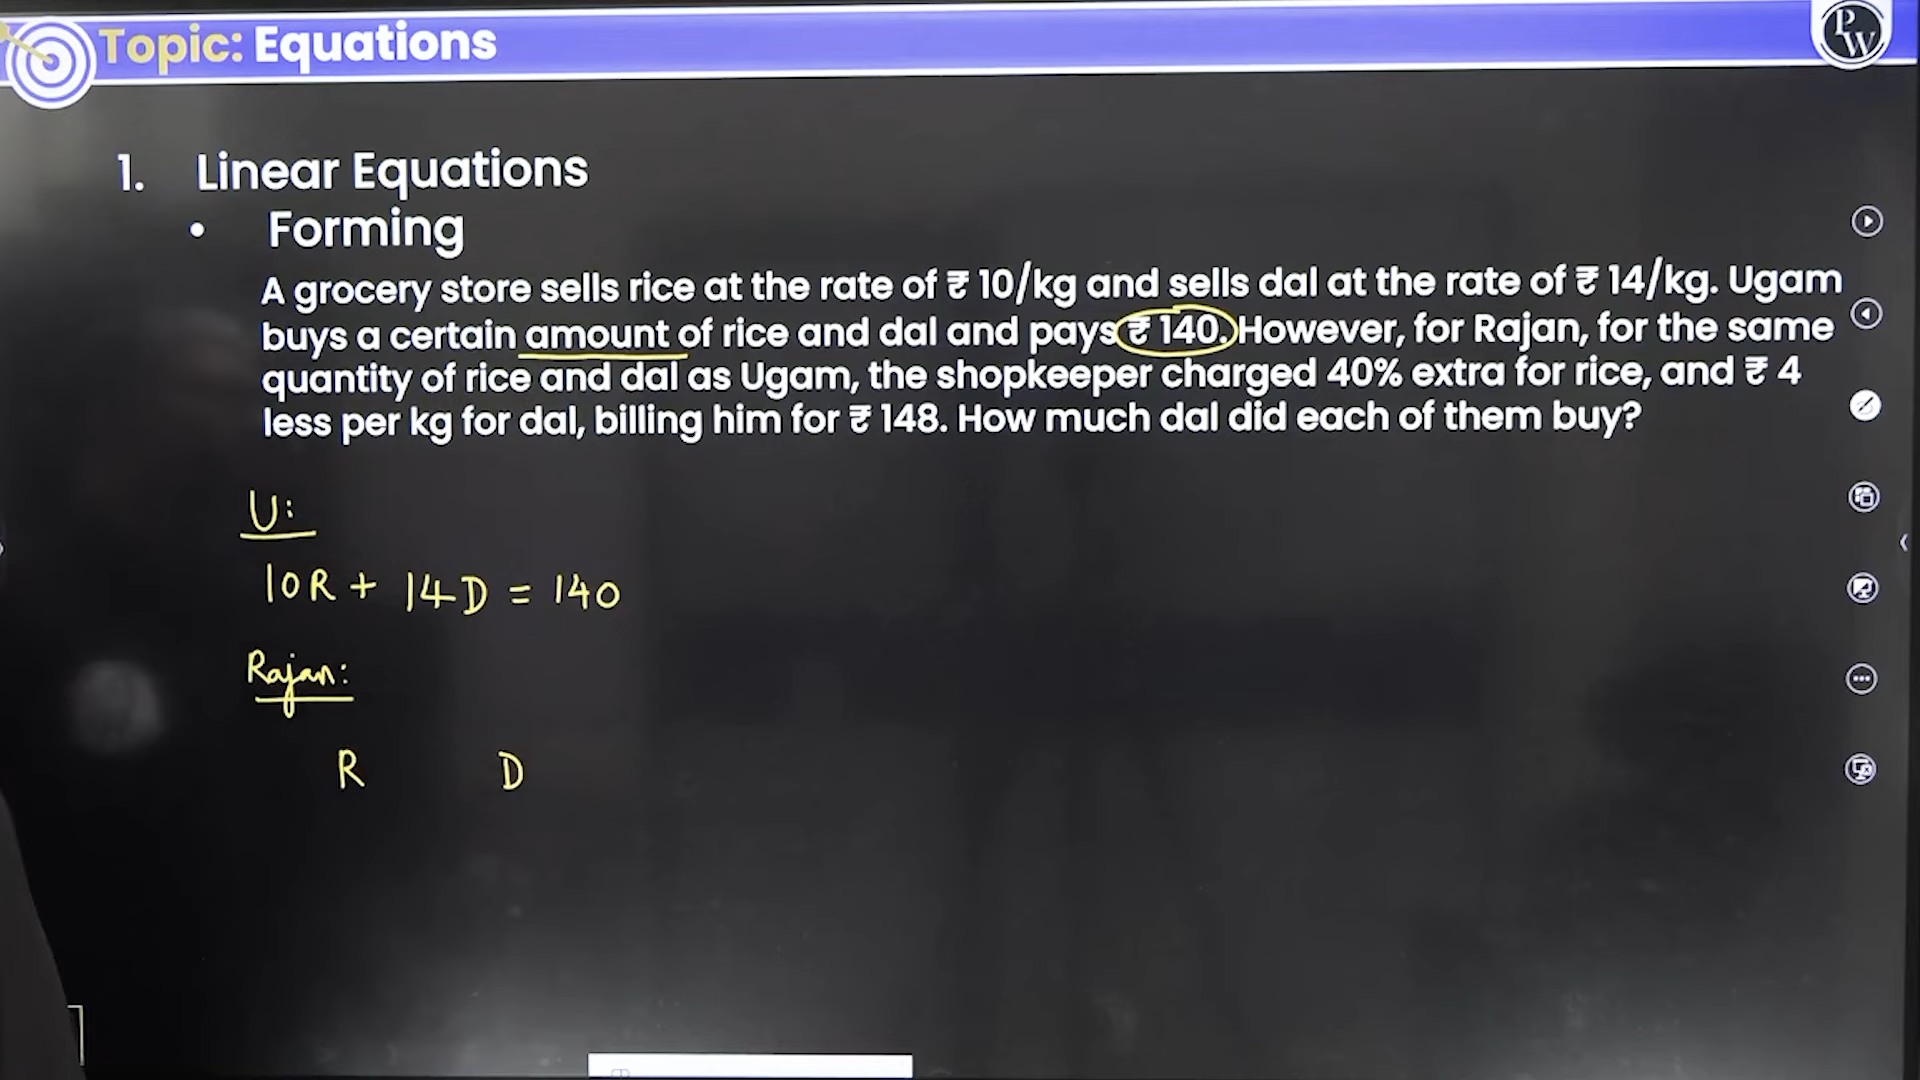 Topic: Equations
PW
1. Linear Equations
• Forming
A grocery store sells rice at the rate of ₹ 10/kg and sells dal at the rate of ₹ 14/kg. Ugam
buys a certain amount of rice and dal and pays ₹ 140. However, for Rajan, for the same
quantity of rice and dal as Ugam, the shopkeeper charged 40% extra for rice, and ₹ 4
less per kg for dal, billing him for ₹ 148. How much dal did each of them buy?
U:
10R + 14D = 140
Rajan:
R D